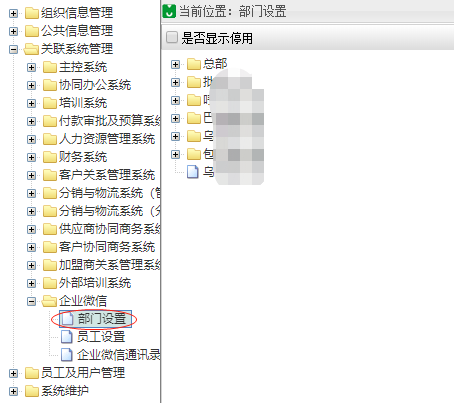 组织信息管理
公共信息管理
关联系统管理
主控系统
协同办公系统
培训系统
付款审批及预算系统
人力资源管理系统
财务系统
客户关系管理系统
分销与物流系统（
分销与物流系统（
供应商协同商务系统
客户协同商务系统
加盟商关系管理系统
外部培训系统
企业微信
部门设置
员工设置
企业微信通讯录
员工及用户管理
系统维护
当前位置：部门设置
是否显示停用
总部
批
呼
巴
乌
包
乌